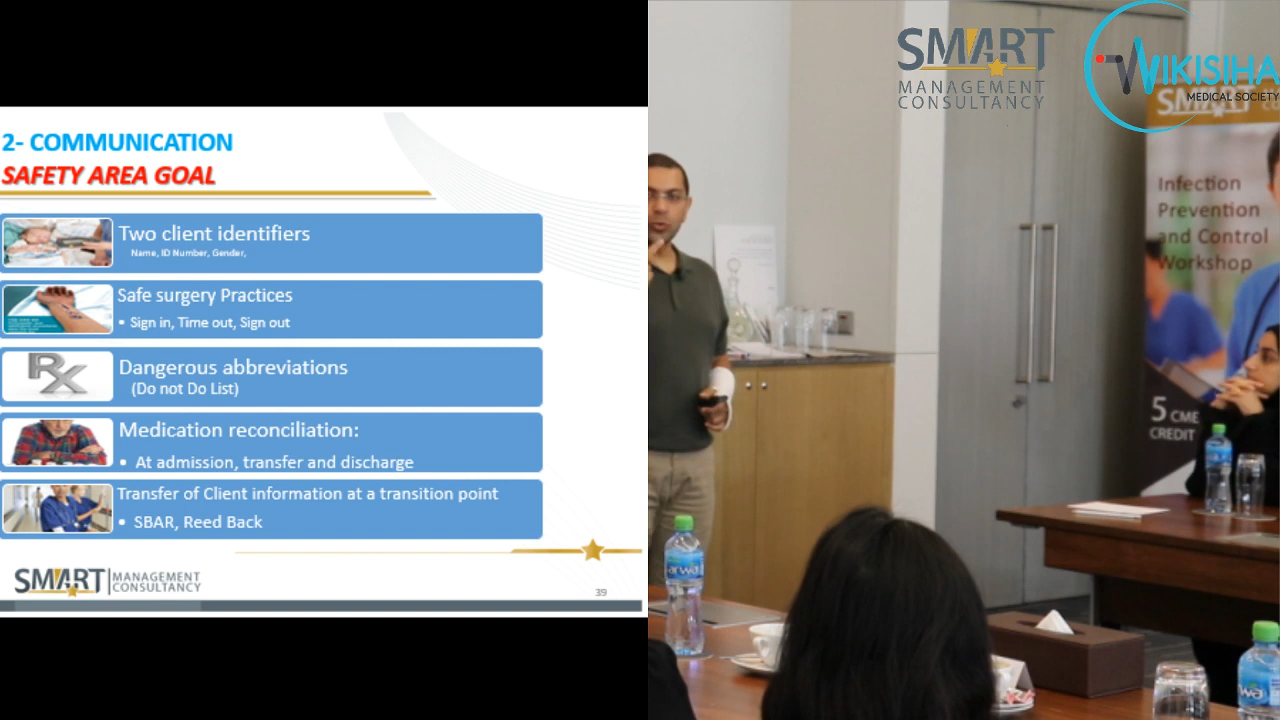 2- COMMUNICATION
SAFETY AREA GOAL
Two client identifiers
Name, ID Number, Gender,
Safe surgery Practices
• Sign in, Time out, Sign out
Dangerous abbreviations
(Do not Do List)
Medication reconciliation:
• At admission, transfer and discharge
Transfer of Client information at a transition point
• SBAR, Reed Back
SMART MANAGEMENT
CONSULTANCY
39
SMART
MANAGEMENT
CONSULTANCY
WIKISIHA
MEDICAL SOCIETY
SMART
Infection
Prevention
and Control
Workshop
5 CME
CREDIT
arwa